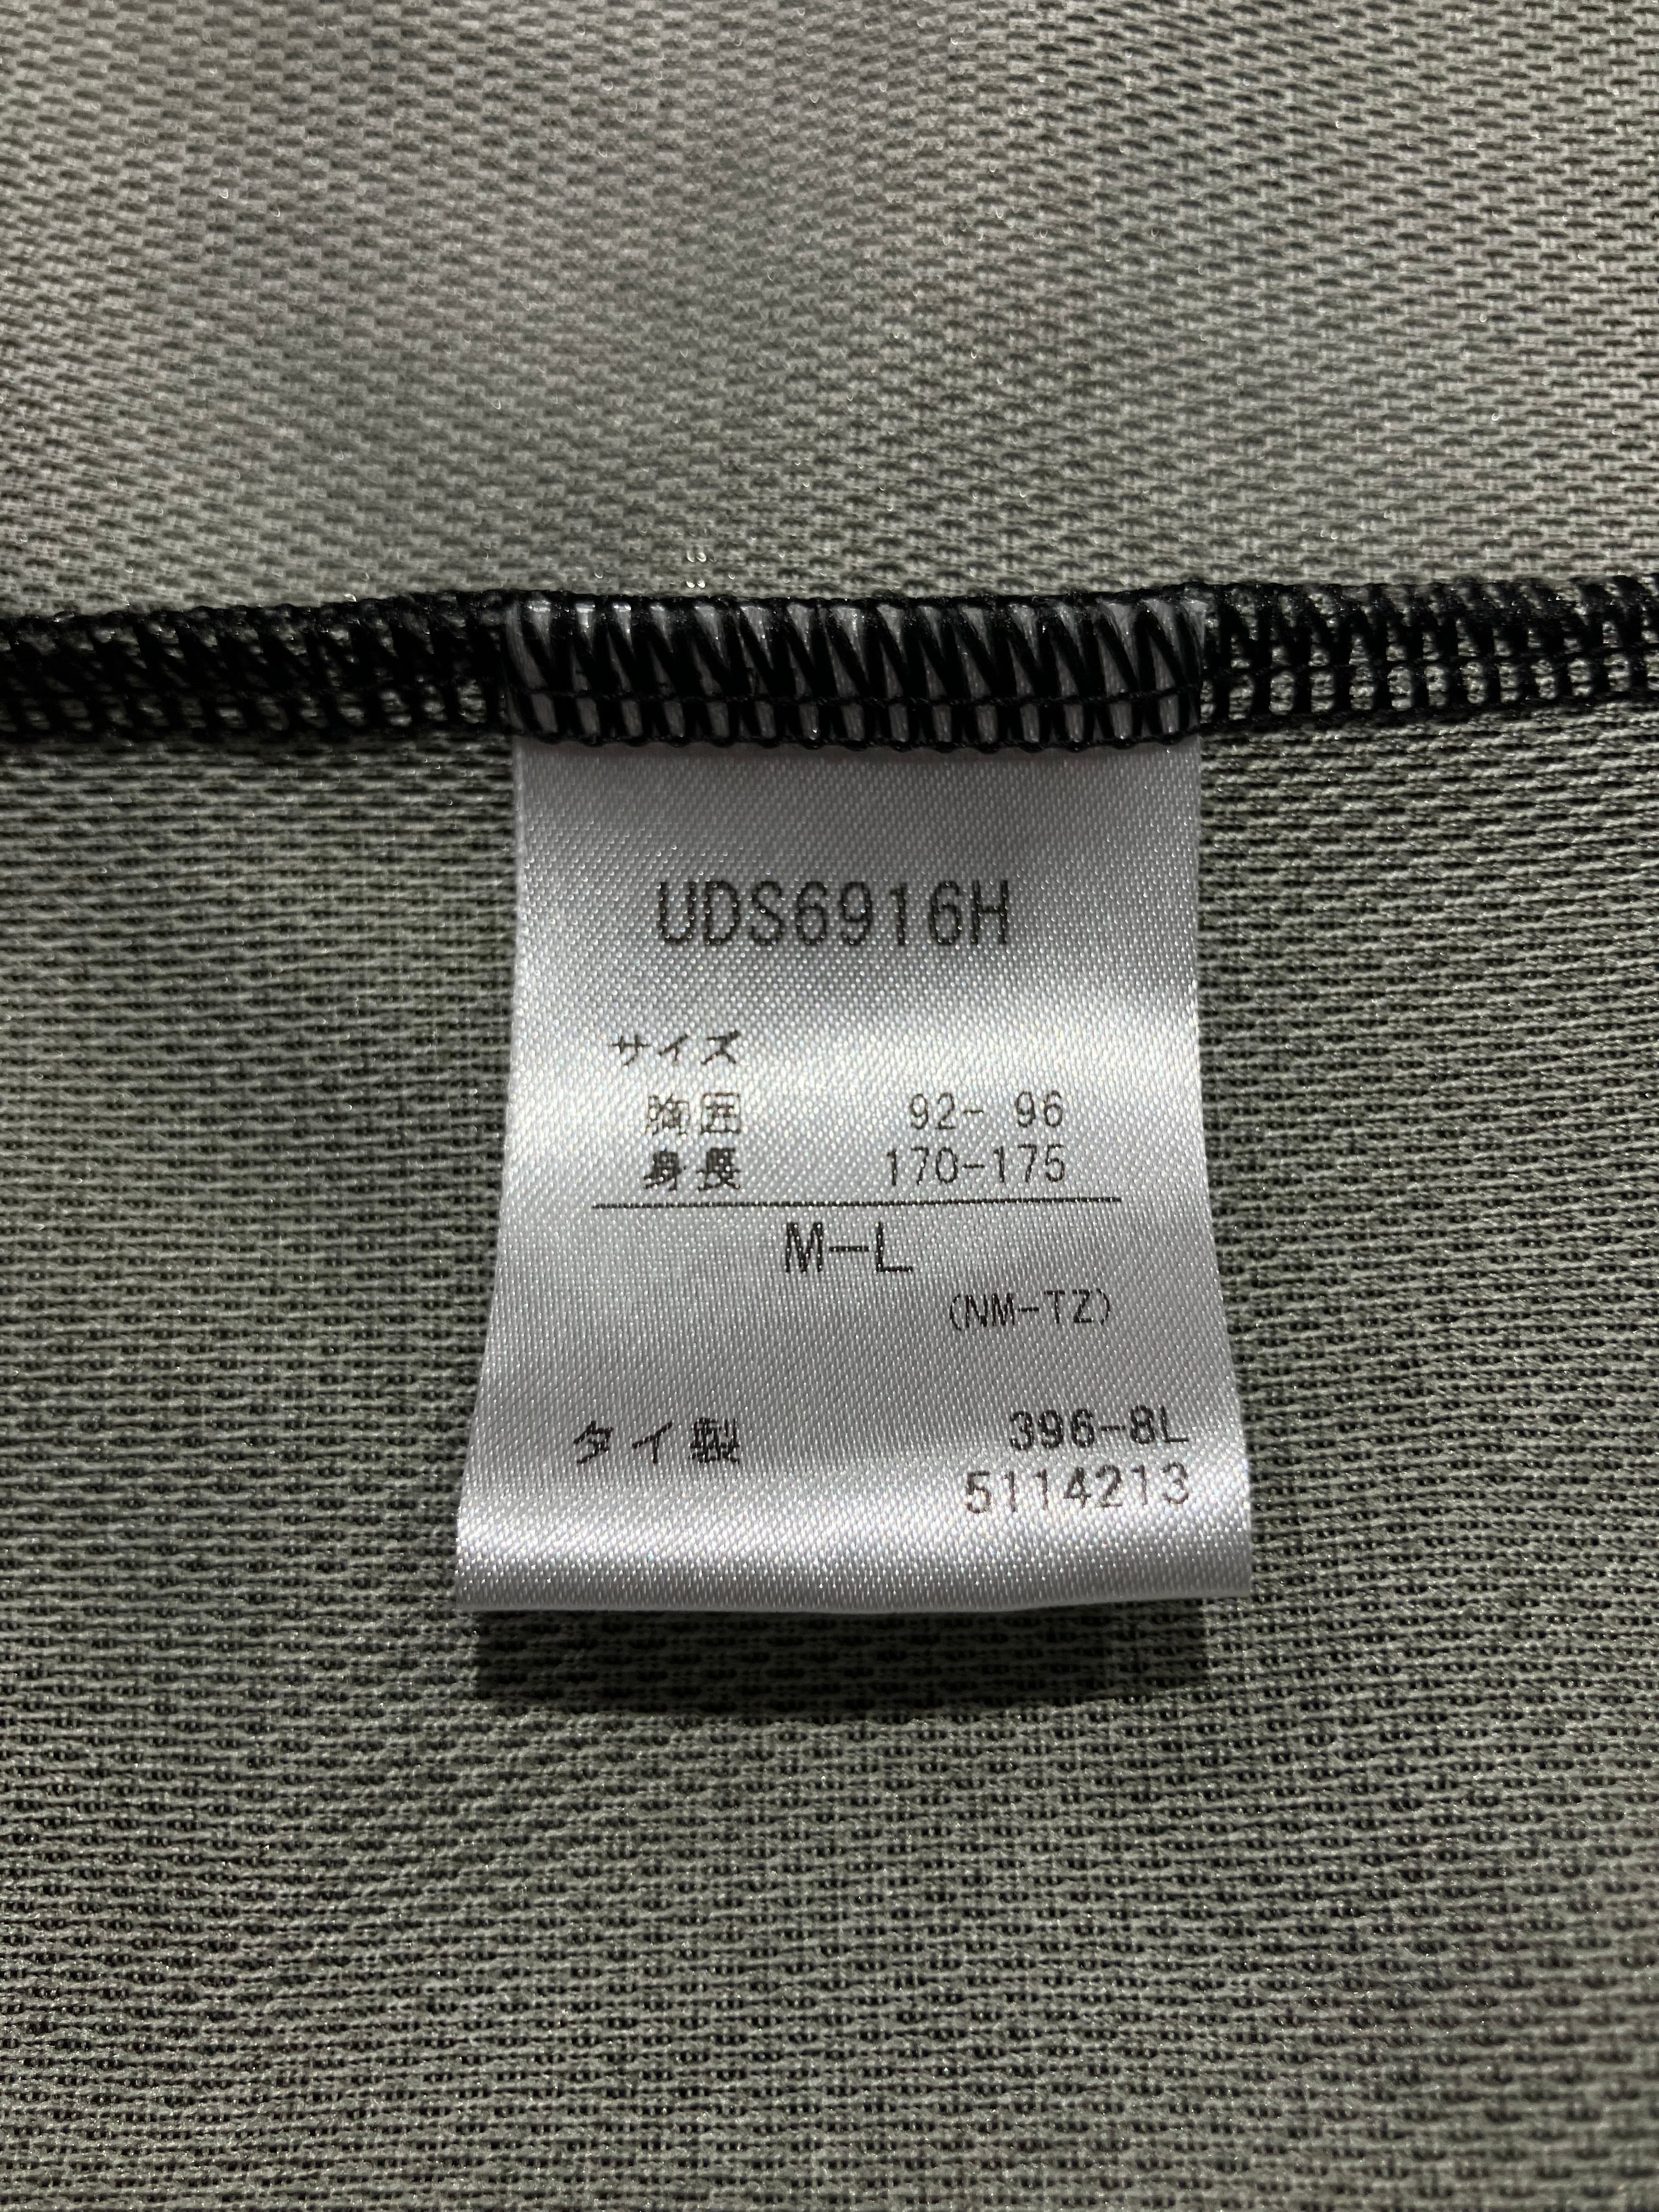 UDS6916H
サイズ
胸囲 92- 96
身長 170-175
M-L
(NM-TZ)
タイ製 396-8L
5114213